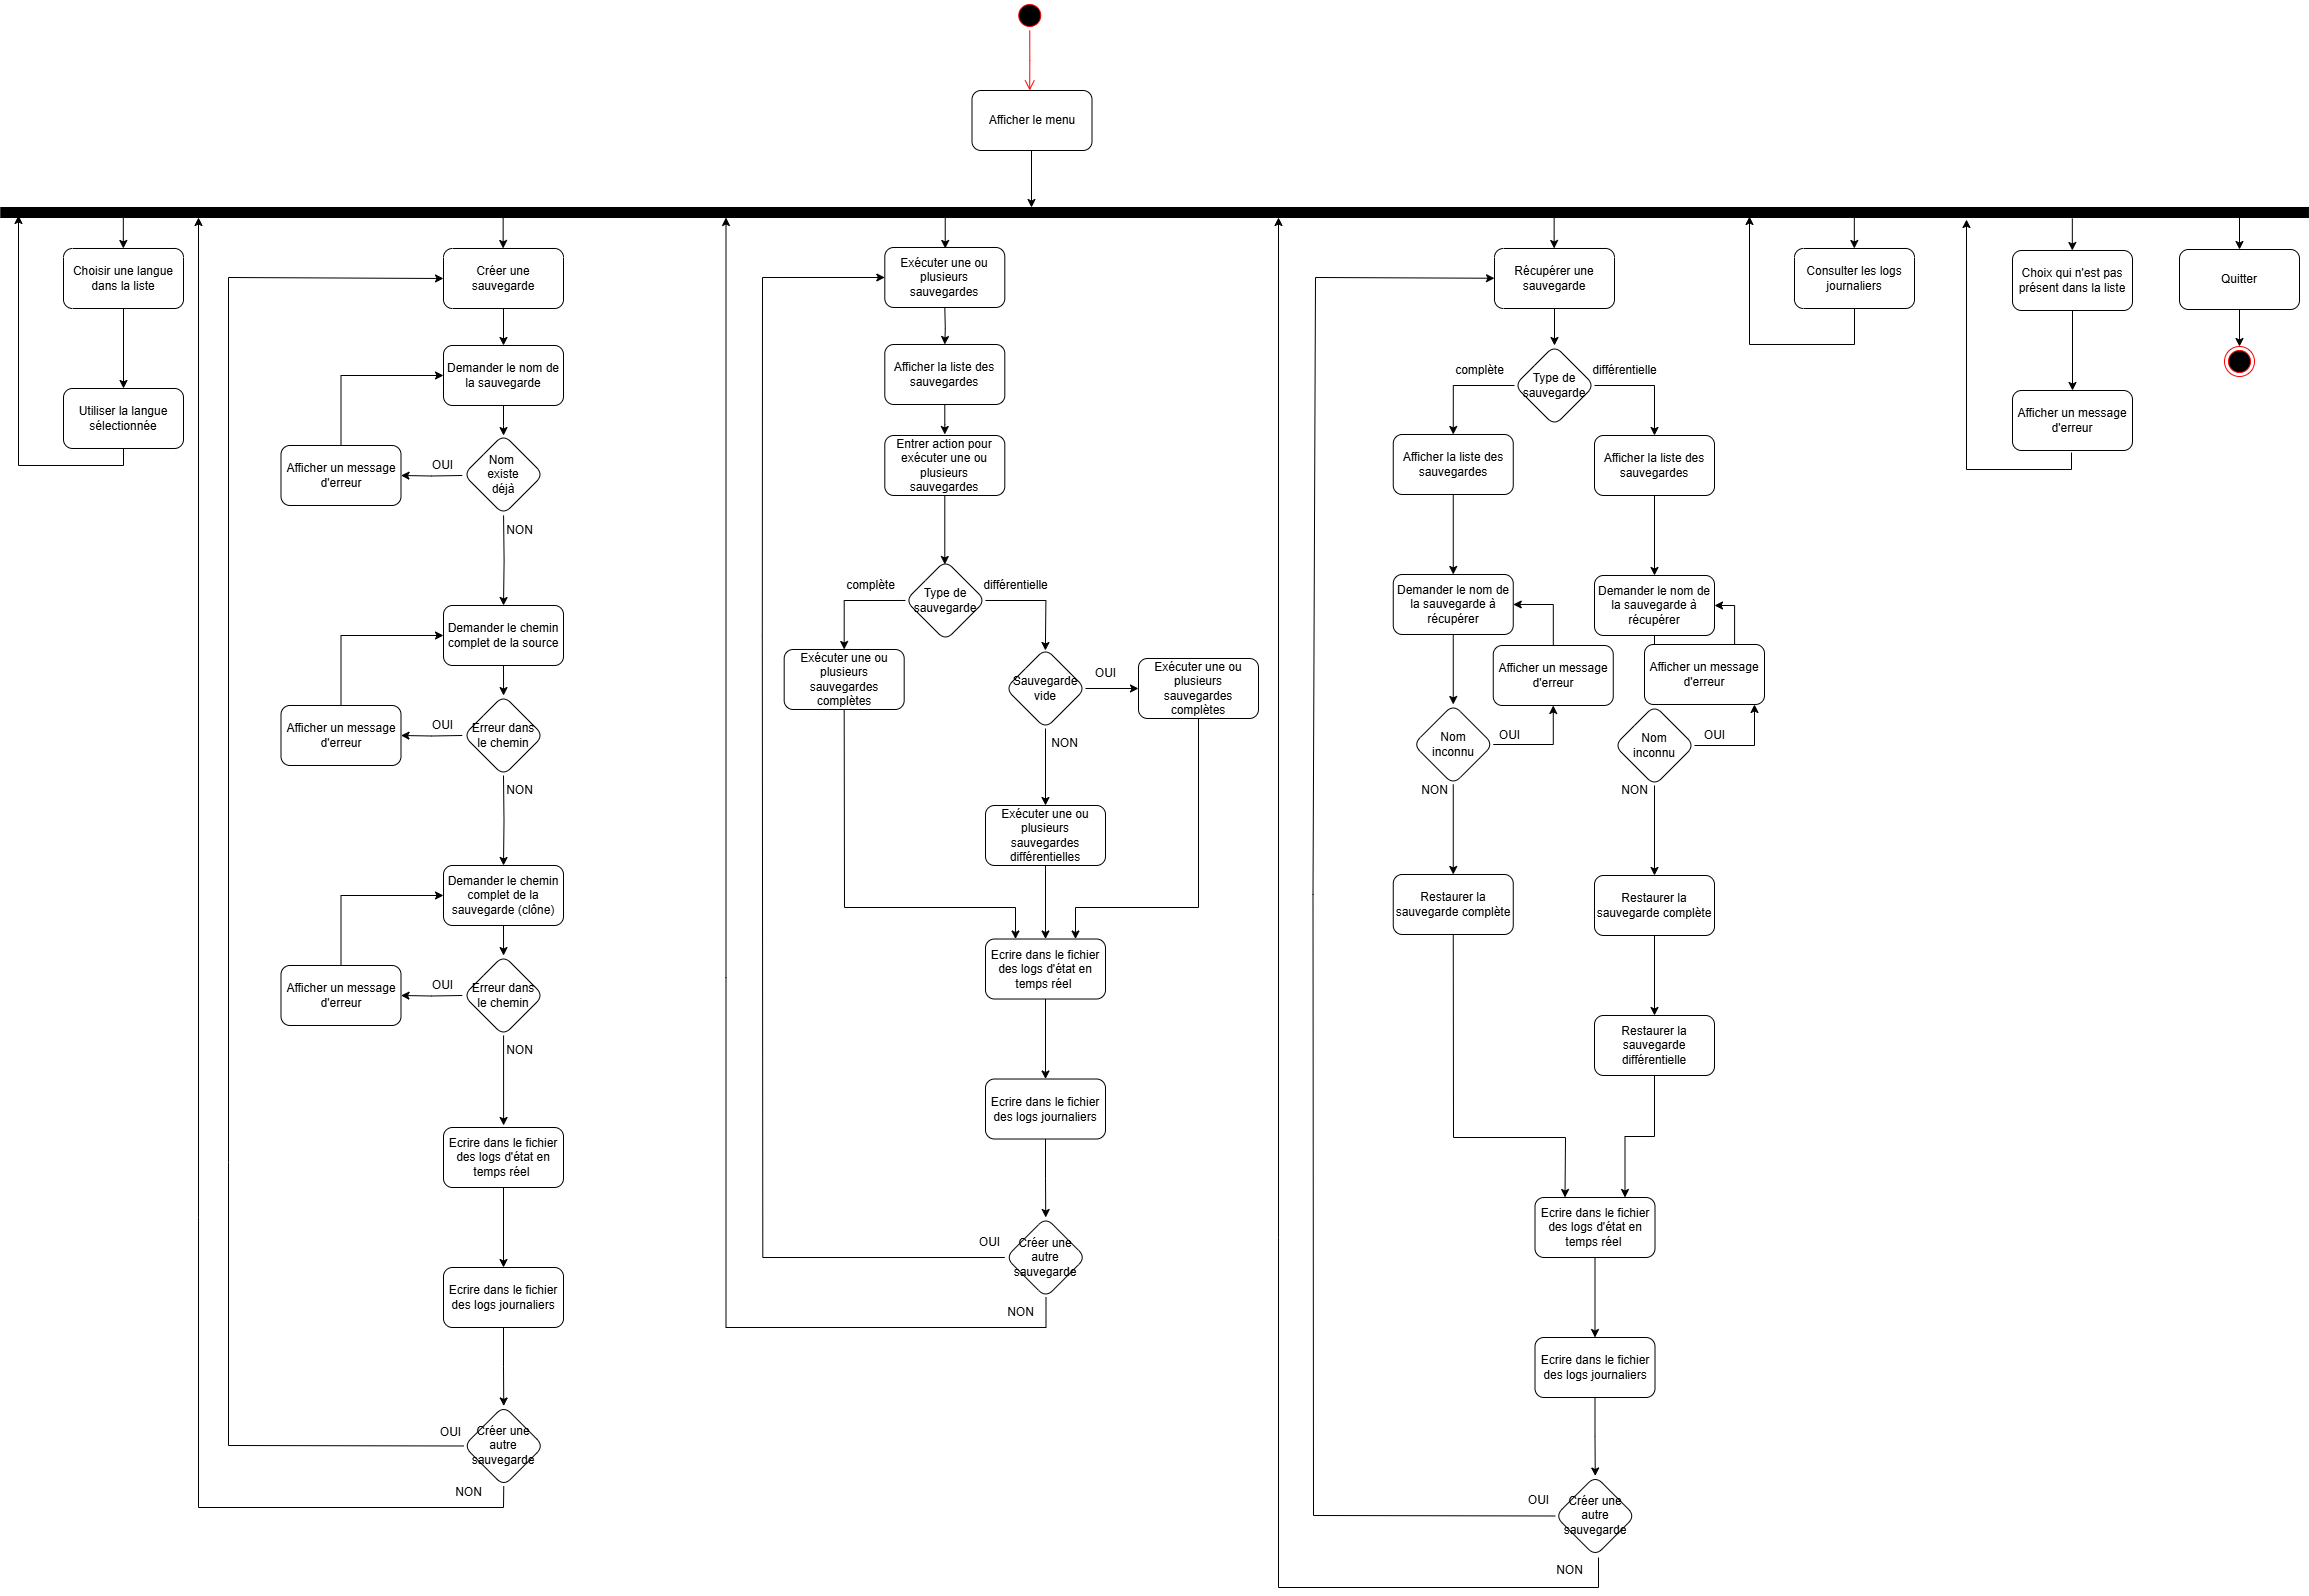 Afficher le menu
Choisir une langue
dans la liste
Utiliser la langue
sélectionnée
Créer une
sauvegarde
Demander le nom de
la sauvegarde
Nom
existe
déjà
OUI
Afficher un message
d'erreur
NON
Demander le chemin
complet de la source
Erreur dans
le chemin
OUI
Afficher un message
d'erreur
NON
Demander le chemin
complet de la
sauvegarde (clône)
Erreur dans
le chemin
OUI
Afficher un message
d'erreur
NON
Ecrire dans le fichier
des logs d'état en
temps réel
Ecrire dans le fichier
des logs journaliers
Créer une
autre
sauvegarde
OUI
NON
Exécuter une ou
plusieurs
sauvegardes
Afficher la liste des
sauvegardes
Entrer action pour
exécuter une ou
plusieurs
sauvegardes
Type de
sauvegarde
complète
différentielle
Exécuter une ou
plusieurs
sauvegardes
complètes
Sauvegarde
vide
OUI
Exécuter une ou
plusieurs
sauvegardes
complètes
NON
Exécuter une ou
plusieurs
sauvegardes
différentielles
Ecrire dans le fichier
des logs d'état en
temps réel
Ecrire dans le fichier
des logs journaliers
Créer une
autre
sauvegarde
OUI
NON
Récupérer une
sauvegarde
Type de
sauvegarde
complète
différentielle
Afficher la liste des
sauvegardes
Demander le nom de
la sauvegarde à
récupérer
Afficher un message
d'erreur
Nom
inconnu
OUI
NON
Restaurer la
sauvegarde complète
Afficher la liste des
sauvegardes
Demander le nom de
la sauvegarde à
récupérer
Afficher un message
d'erreur
Nom
inconnu
OUI
NON
Restaurer la
sauvegarde complète
Restaurer la
sauvegarde
différentielle
Ecrire dans le fichier
des logs d'état en
temps réel
Ecrire dans le fichier
des logs journaliers
Créer une
autre
sauvegarde
OUI
NON
Consulter les logs
journaliers
Choix qui n'est pas
présent dans la liste
Afficher un message
d'erreur
Quitter